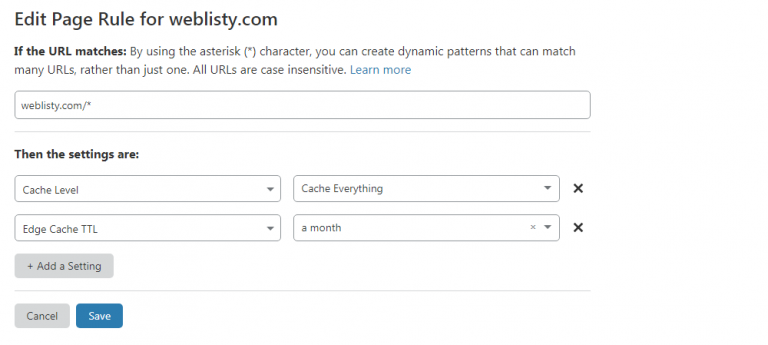 Edit Page Rule for weblisty.com
If the URL matches: By using the asterisk (*) character, you can create dynamic patterns that can match
many URLs, rather than just one. All URLs are case insensitive. Learn more
weblisty.com/*
Then the settings are:
Cache Level Cache Everything
Edge Cache TTL a month
+ Add a Setting
Cancel Save